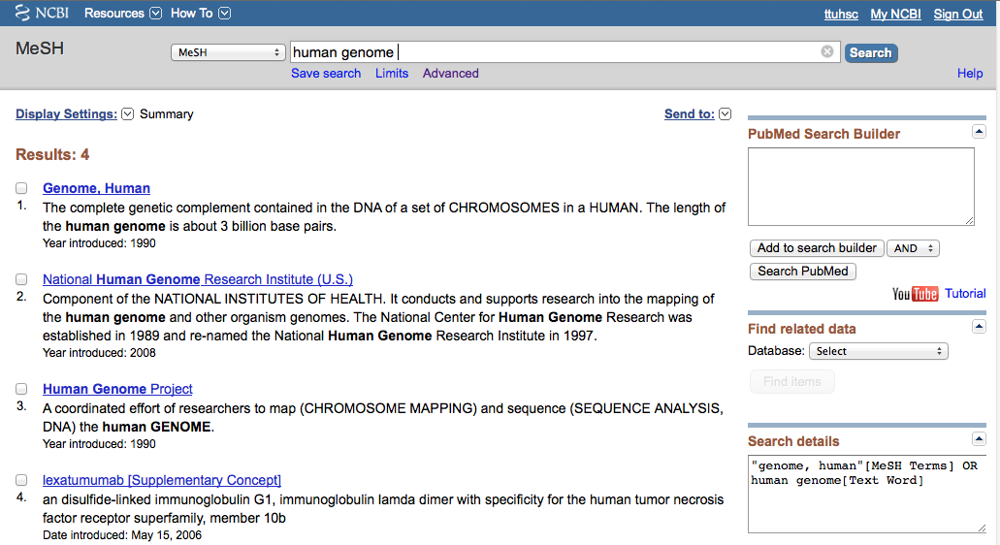 NCBI Resources How To ttuhsc My NCBI Sign Out
MeSH MeSH human genome Search
Save search Limits Advanced Help
Display Settings: Summary Send to:
Results: 4
Genome, Human
1. The complete genetic complement contained in the DNA of a set of CHROMOSOMES in a HUMAN. The length of
the human genome is about 3 billion base pairs.
Year introduced: 1990
National Human Genome Research Institute (U.S.)
2. Component of the NATIONAL INSTITUTES OF HEALTH. It conducts and supports research into the mapping of
the human genome and other organism genomes. The National Center for Human Genome Research was
established in 1989 and re-named the National Human Genome Research Institute in 1997.
Year introduced: 2008
Human Genome Project
3. A coordinated effort of researchers to map (CHROMOSOME MAPPING) and sequence (SEQUENCE ANALYSIS,
DNA) the human GENOME.
Year introduced: 1990
lexatumumab [Supplementary Concept]
4. an disulfide-linked immunoglobulin G1, immunoglobulin lamda dimer with specificity for the human tumor necrosis
factor receptor superfamily, member 10b
Date introduced: May 15, 2006
PubMed Search Builder
Add to search builder AND
Search PubMed
YouTube Tutorial
Find related data
Database: Select
Find items
Search details
"genome, human"[MeSH Terms] OR
human genome[Text Word]